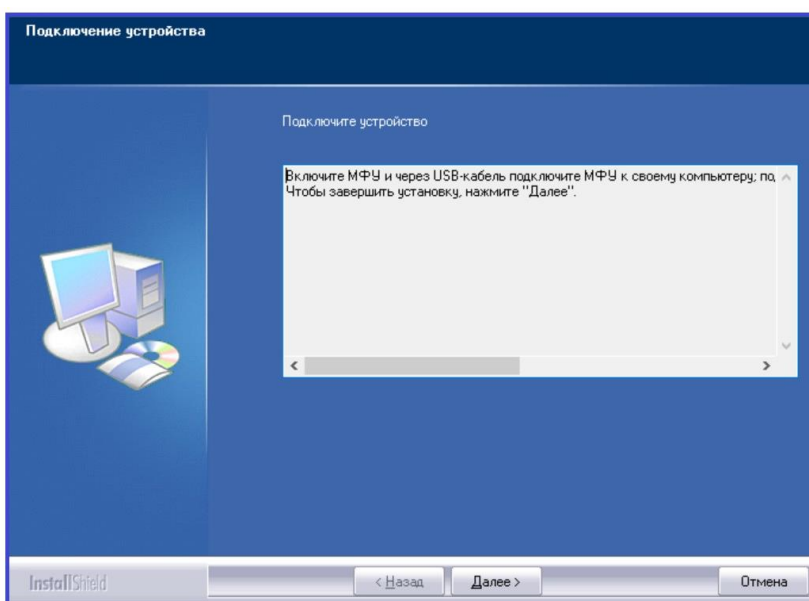 Подключение устройства
Подключите устройство
Включите МФУ и через USB-кабель подключите МФУ к своему компьютеру; по
Чтобы завершить установку, нажмите "Далее".
InstallShield
< Назад
Далее >
Отмена